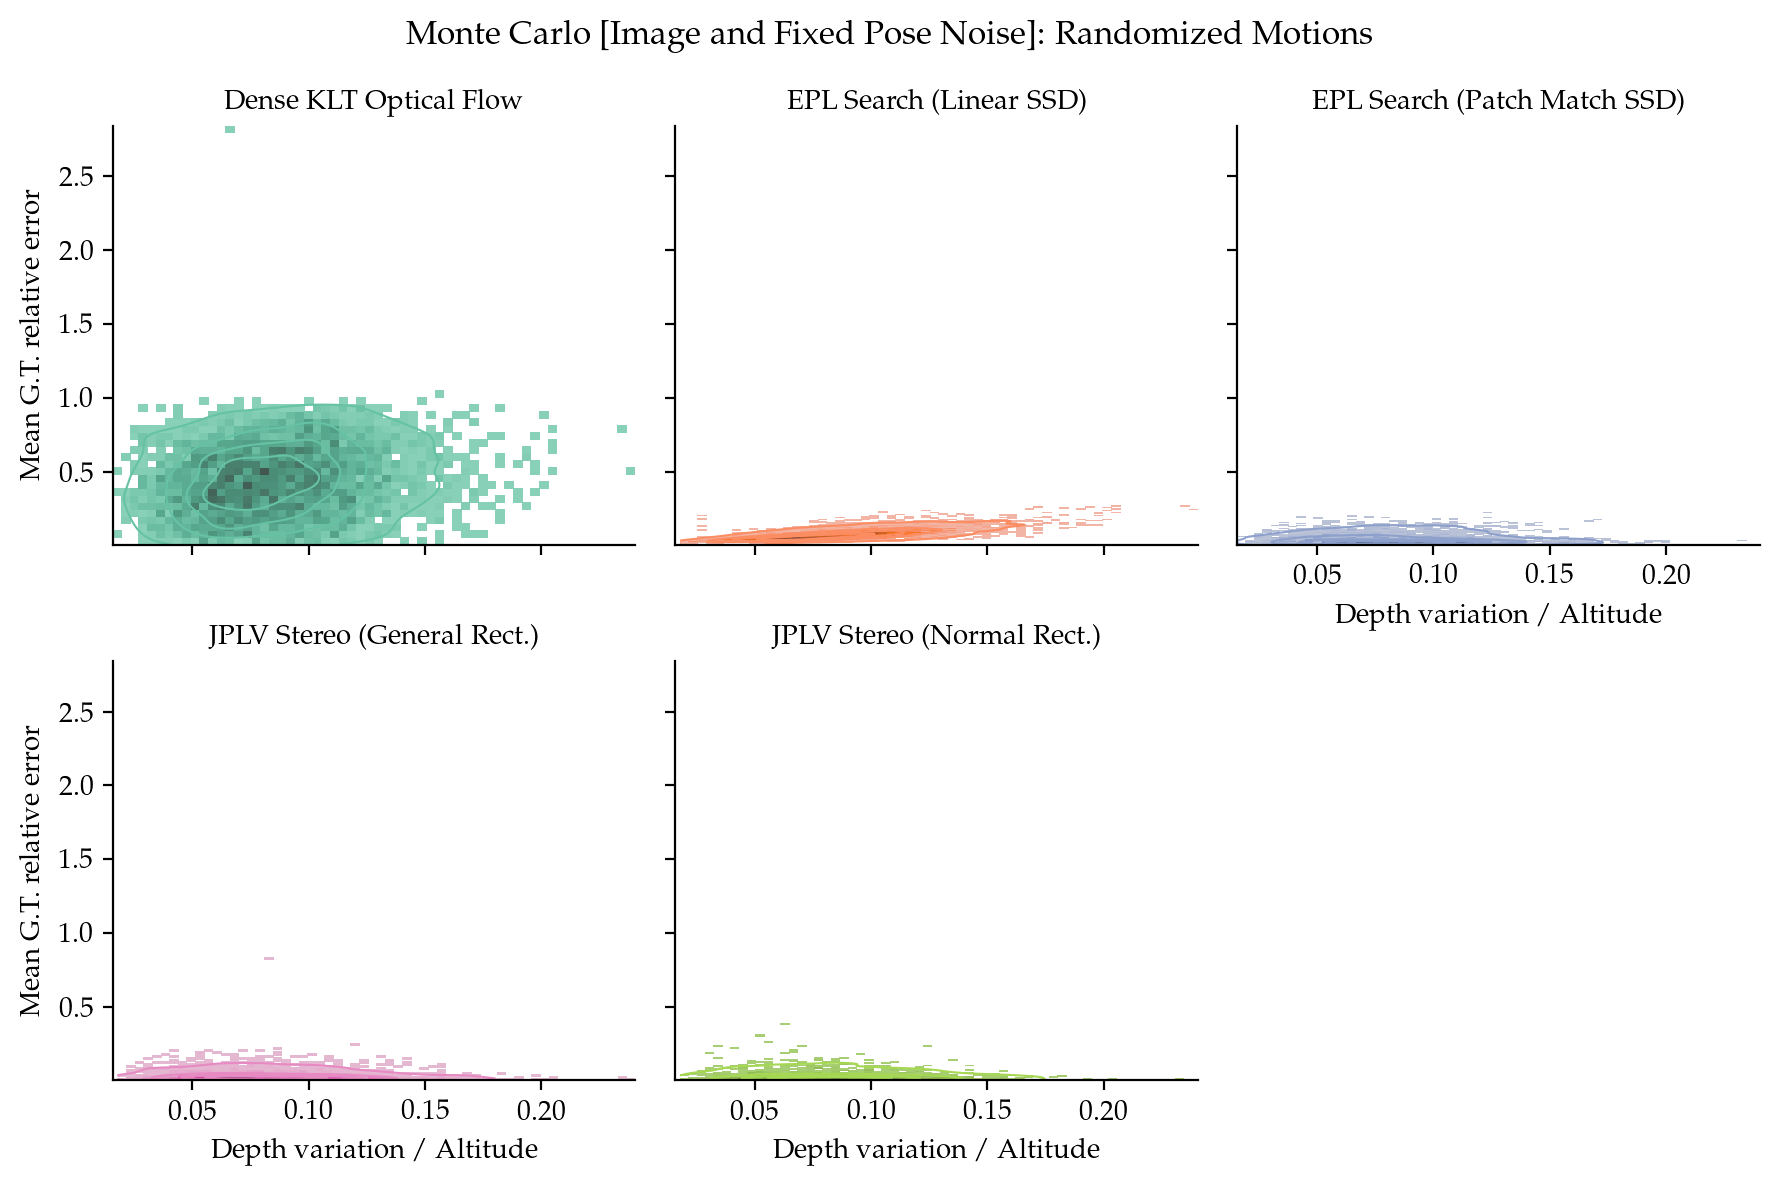 Monte Carlo [Image and Fixed Pose Noise]: Randomized Motions
Dense KLT Optical Flow
EPL Search (Linear SSD)
EPL Search (Patch Match SSD)
Mean G.T. relative error
2.5
2.0
1.5
1.0
0.5
0.05 0.10 0.15 0.20
Depth variation / Altitude
JPLV Stereo (General Rect.)
JPLV Stereo (Normal Rect.)
Mean G.T. relative error
2.5
2.0
1.5
1.0
0.5
0.05 0.10 0.15 0.20
Depth variation / Altitude
0.05 0.10 0.15 0.20
Depth variation / Altitude